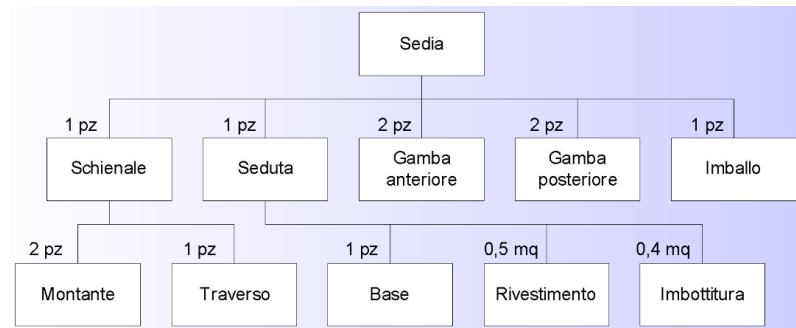 Sedia
1 pz
1 pz
2 pz
2 pz
1 pz
Schienale
Seduta
Gamba
anteriore
Gamba
posteriore
Imballo
2 pz
1 pz
1 pz
0,5 mq
0,4 mq
Montante
Traverso
Base
Rivestimento
Imbottitura